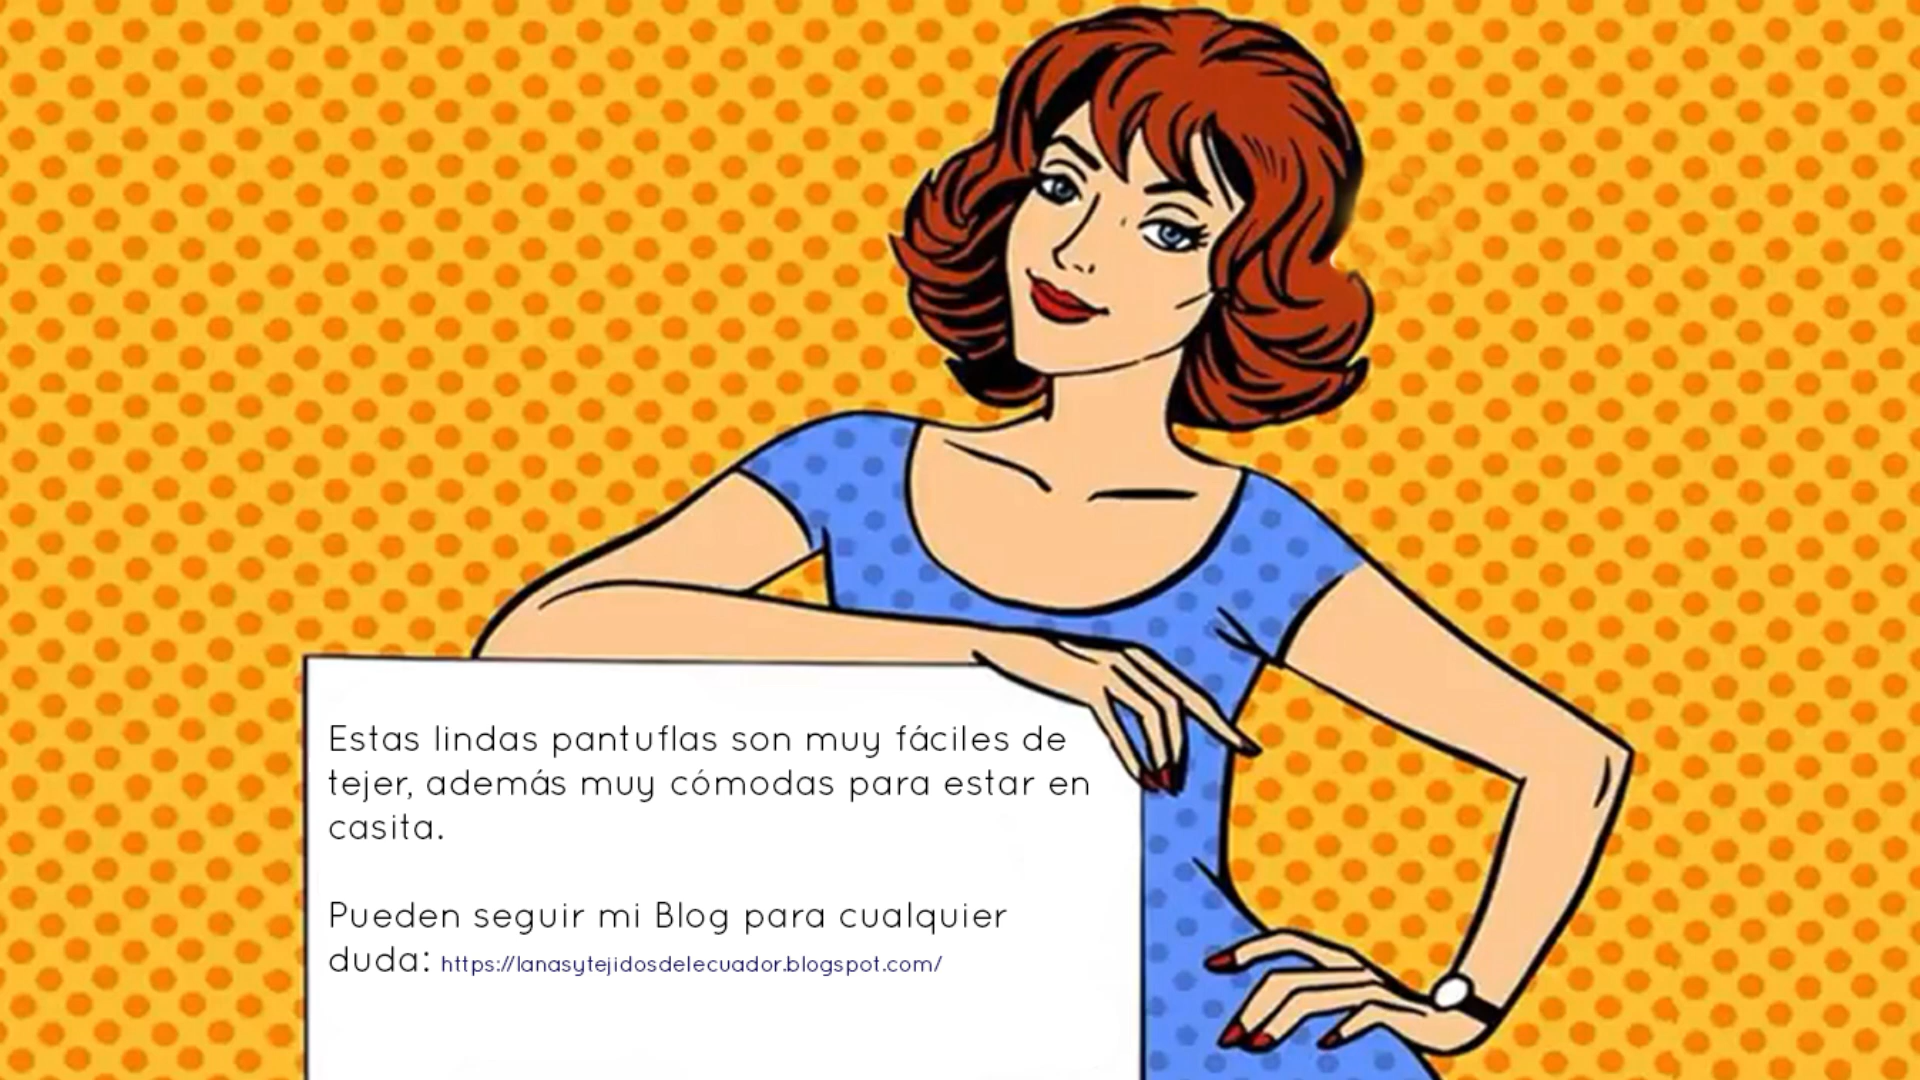 Estas lindas pantuflas son muy fáciles de
tejer, además muy cómodas para estar en
casita.
Pueden seguir mi Blog para cualquier
duda: https://lanasytejidosdelecuador.blogspot.com/